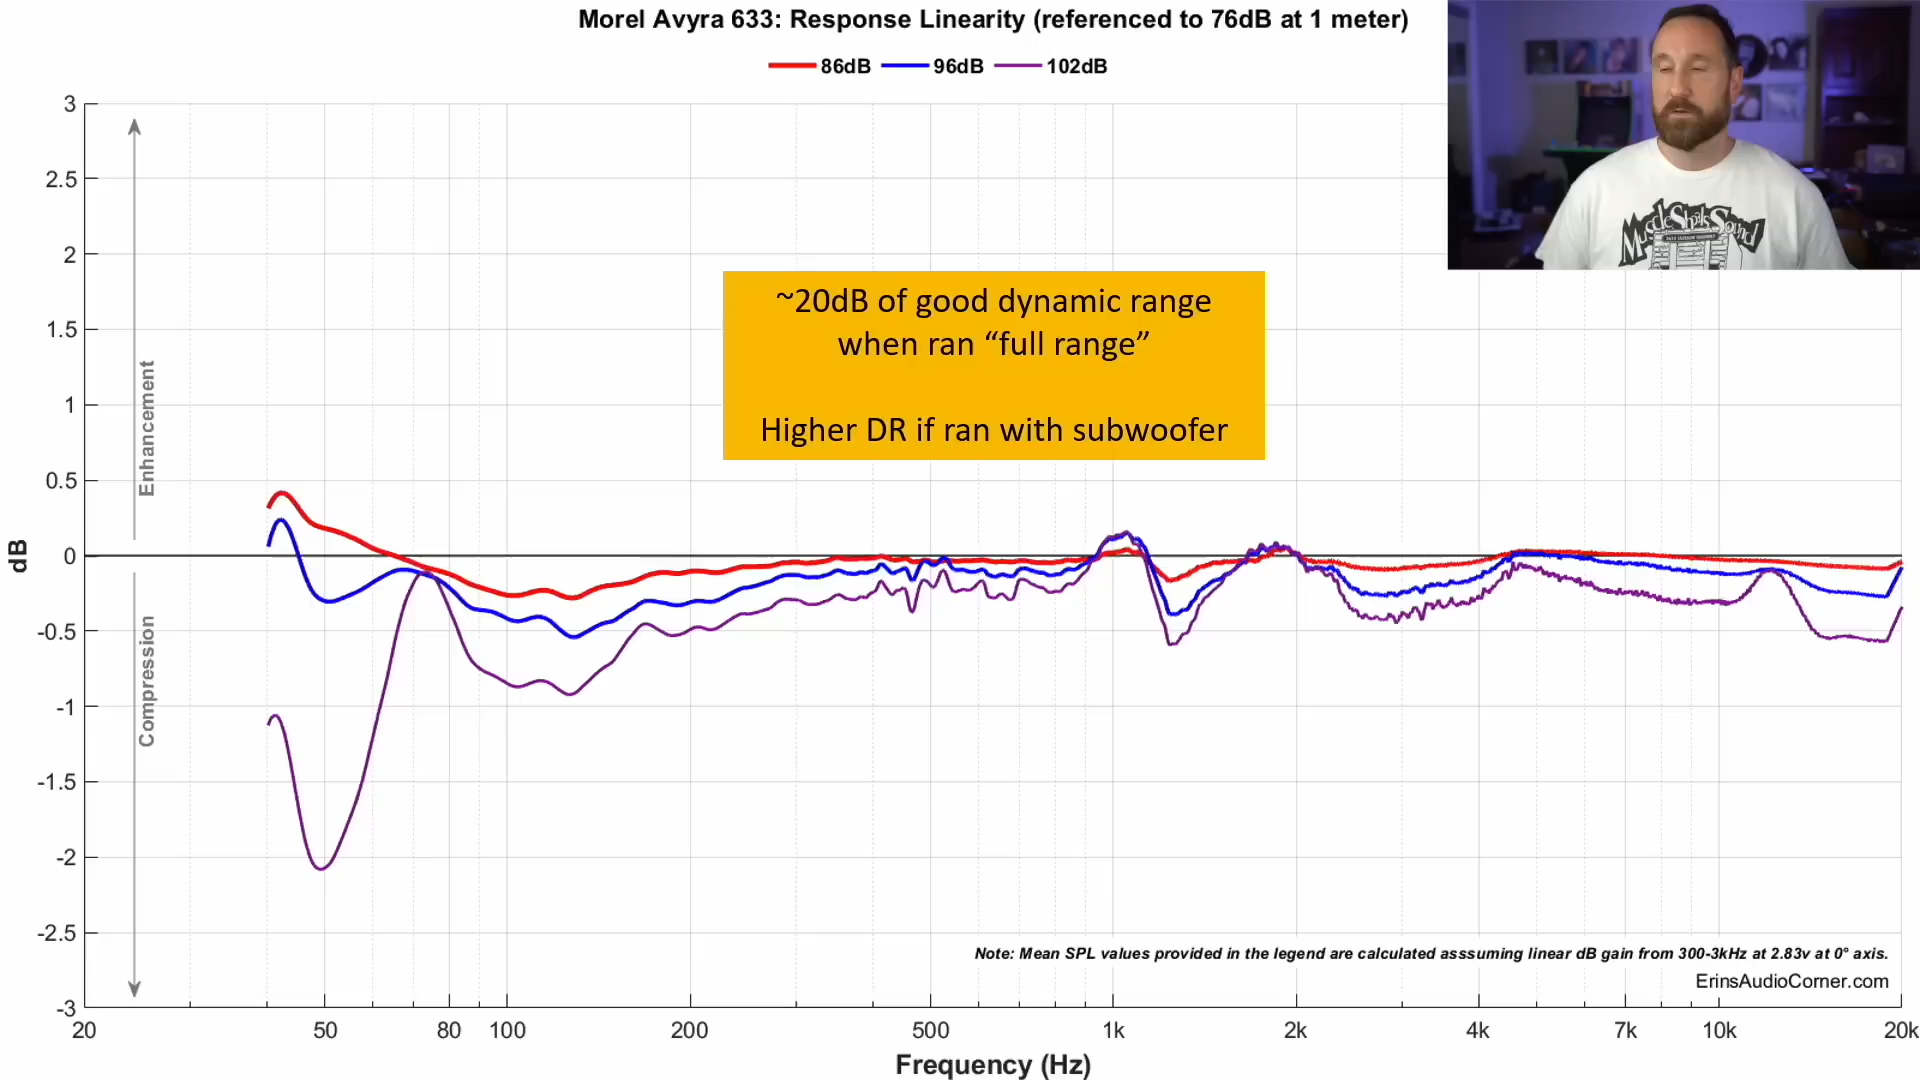 Morel Avyra 633: Response Linearity (referenced to 76dB at 1 meter)
86dB 96dB 102dB
Muscle Shoals Sound
3
2.5
2
1.5
1
0.5
0
-0.5
-1
-1.5
-2
-2.5
-3
dB
Enhancement
Compression
~20dB of good dynamic range
when ran “full range”
Higher DR if ran with subwoofer
Note: Mean SPL values provided in the legend are calculated asssuming linear dB gain from 300-3kHz at 2.83v at 0° axis.
ErinsAudioCorner.com
20 50 80 100 200 500 1k 2k 4k 7k 10k 20k
Frequency (Hz)